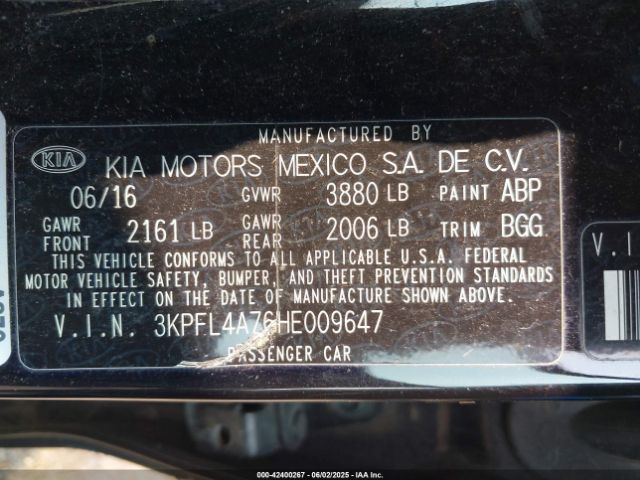 MANUFACTURED BY
KIA KIA MOTORS MEXICO S.A. DE C.V.
06/16 GVWR 3880 LB PAINT ABP
GAWR FRONT 2161 LB GAWR REAR 2006 LB TRIM BGG
THIS VEHICLE CONFORMS TO ALL APPLICABLE U.S.A. FEDERAL
MOTOR VEHICLE SAFETY, BUMPER, AND THEFT PREVENTION STANDARDS
IN EFFECT ON THE DATE OF MANUFACTURE SHOWN ABOVE.
V.I.N. 3KPFL4A76HE009647
PASSENGER CAR
000-42400267 - 06/02/2025 - IAAI